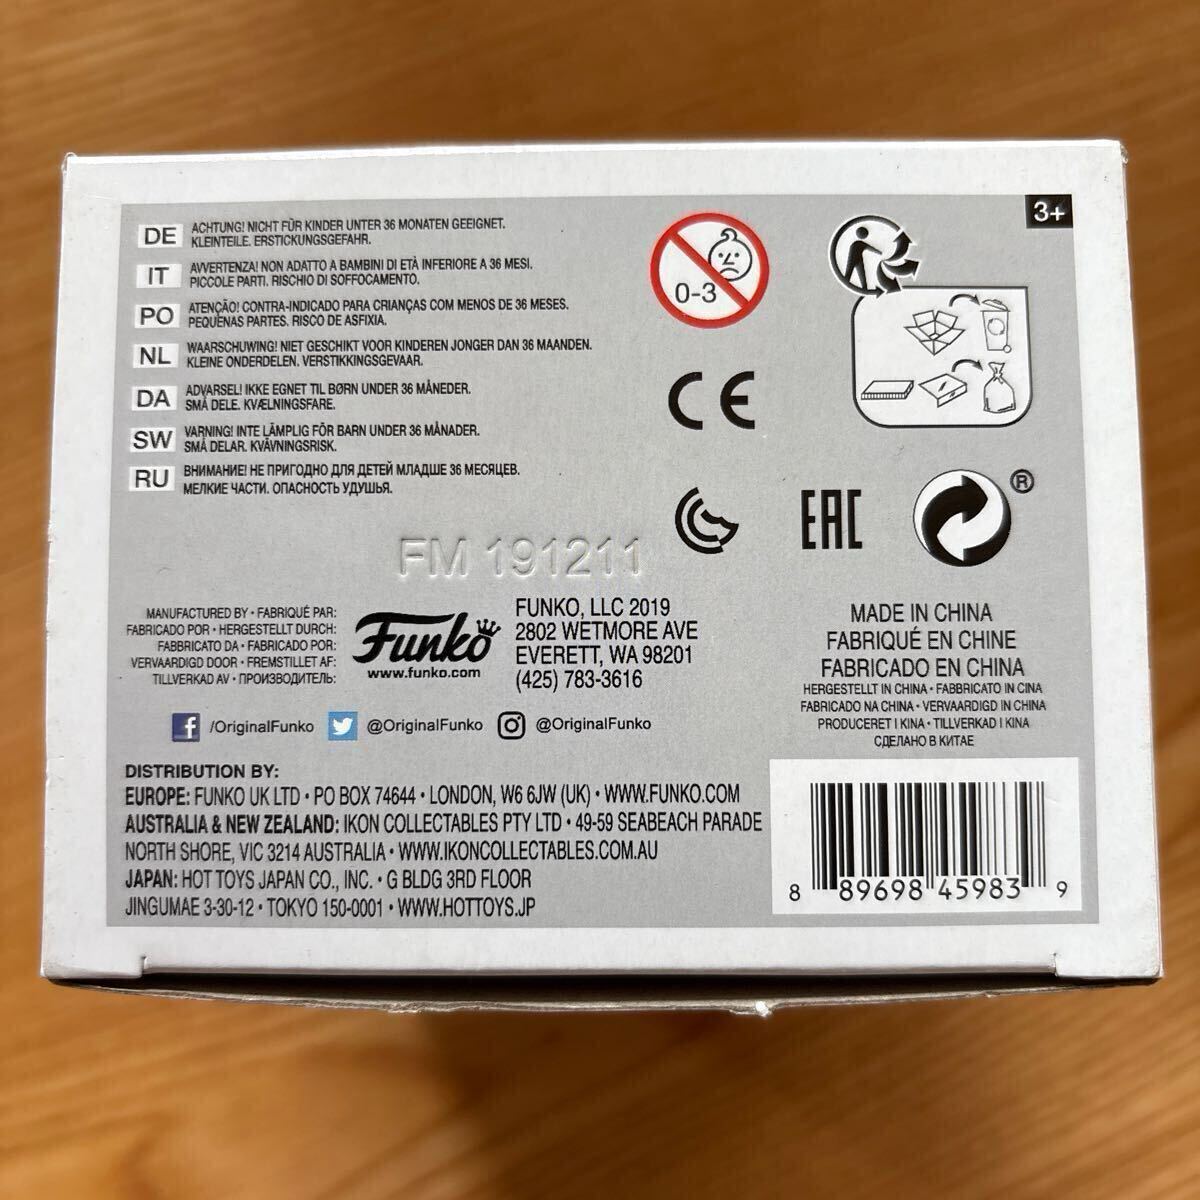 3+
DE ACHTUNG! NICHT FÜR KINDER UNTER 36 MONATEN GEEIGNET.
KLEINTEILE. ERSTICKUNGSGEFAHR.
IT AVVERTENZA! NON ADATTO A BAMBINI DI ETÀ INFERIORE A 36 MESI.
PICCOLE PARTI. RISCHIO DI SOFFOCAMENTO.
PO ATENÇÃO! CONTRA-INDICADO PARA CRIANÇAS COM MENOS DE 36 MESES.
PEQUENAS PARTES. RISCO DE ASFIXIA.
NL WAARSCHUWING! NIET GESCHIKT VOOR KINDEREN JONGER DAN 36 MAANDEN.
KLEINE ONDERDELEN. VERSTIKKINGSGEVAAR.
DA ADVARSEL! IKKE EGNET TIL BØRN UNDER 36 MÅNEDER.
SMÅ DELE. KVÆLNINGSFARE.
SW VARNING! INTE LÄMPLIG FÖR BARN UNDER 36 MÅNADER.
SMÅ DELAR. KVÄVNINGSRISK.
RU ВНИМАНИЕ! НЕ ПРИГОДНО ДЛЯ ДЕТЕЙ МЛАДШЕ 36 МЕСЯЦЕВ.
МЕЛКИЕ ЧАСТИ. ОПАСНОСТЬ УДУШЬЯ.
0-3
CE
EAC
®
FM 191211
MANUFACTURED BY • FABRIQUÉ PAR:
FABRICADO POR • HERGESTELLT DURCH:
FABBRICATO DA • FABRICADO POR:
VERVAARDIGD DOOR • FREMSTILLET AF:
TILLVERKAD AV • ПРОИЗВОДИТЕЛЬ:
Funko
www.funko.com
FUNKO, LLC 2019
2802 WETMORE AVE
EVERETT, WA 98201
(425) 783-3616
MADE IN CHINA
FABRIQUÉ EN CHINE
FABRICADO EN CHINA
HERGESTELLT IN CHINA • FABBRICATO IN CINA
FABRICADO NA CHINA • VERVAARDIGD IN CHINA
PRODUCERET I KINA • TILLVERKAD I KINA
СДЕЛАНО В КИТАЕ
f /OriginalFunko @OriginalFunko @OriginalFunko
DISTRIBUTION BY:
EUROPE: FUNKO UK LTD • PO BOX 74644 • LONDON, W6 6JW (UK) • WWW.FUNKO.COM
AUSTRALIA & NEW ZEALAND: IKON COLLECTABLES PTY LTD • 49-59 SEABEACH PARADE
NORTH SHORE, VIC 3214 AUSTRALIA • WWW.IKONCOLLECTABLES.COM.AU
JAPAN: HOT TOYS JAPAN CO., INC. • G BLDG 3RD FLOOR
JINGUMAE 3-30-12 • TOKYO 150-0001 • WWW.HOTTOYS.JP
8 89698 45983 9